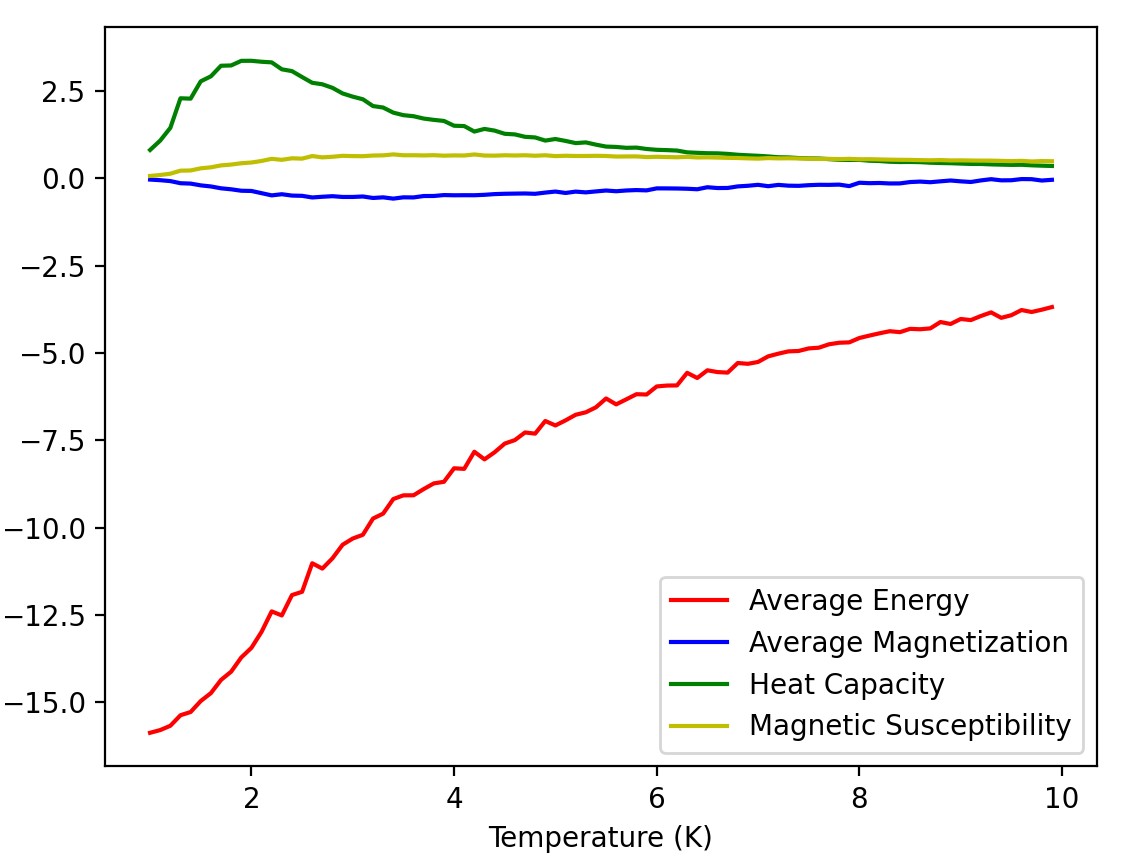 2.5
0.0
−2.5
−5.0
−7.5
−10.0
−12.5
−15.0
Average Energy
Average Magnetization
Heat Capacity
Magnetic Susceptibility
2 4 6 8 10
Temperature (K)